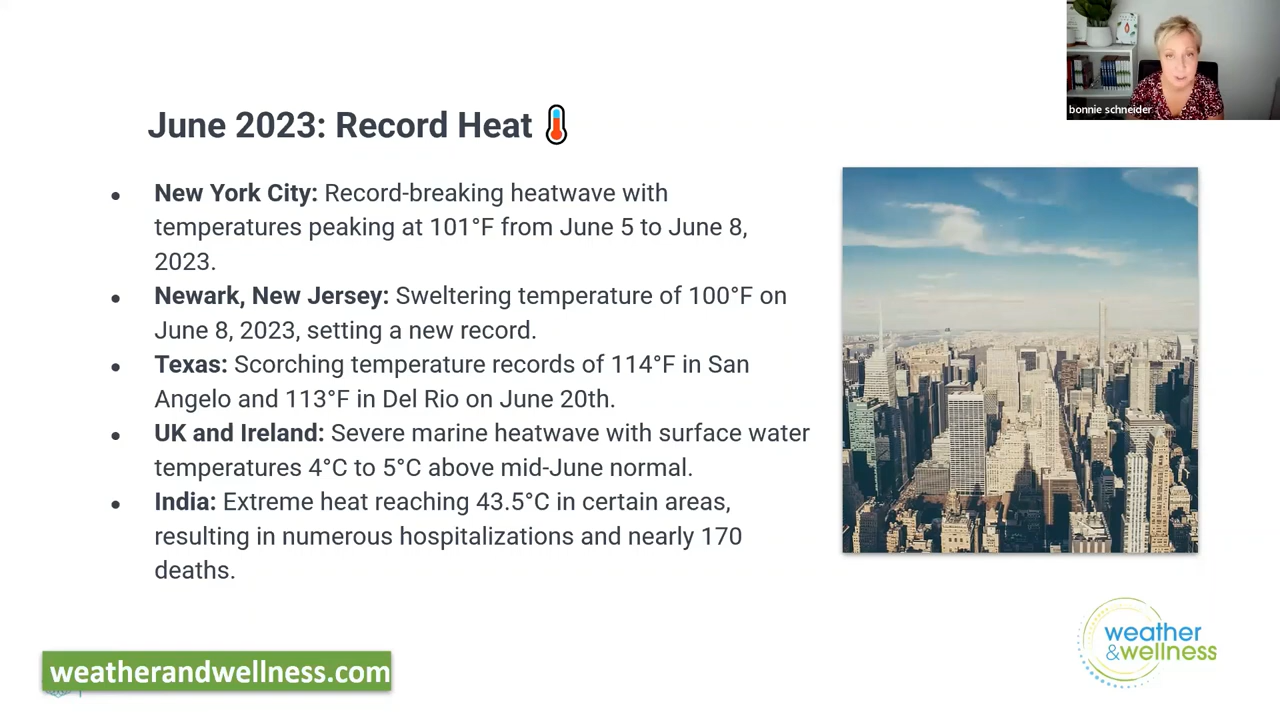 bonnie schneider
June 2023: Record Heat
New York City: Record-breaking heatwave with
temperatures peaking at 101°F from June 5 to June 8,
2023.
Newark, New Jersey: Sweltering temperature of 100°F on
June 8, 2023, setting a new record.
Texas: Scorching temperature records of 114°F in San
Angelo and 113°F in Del Rio on June 20th.
UK and Ireland: Severe marine heatwave with surface water
temperatures 4°C to 5°C above mid-June normal.
India: Extreme heat reaching 43.5°C in certain areas,
resulting in numerous hospitalizations and nearly 170
deaths.
weather
&wellness
weatherandwellness.com